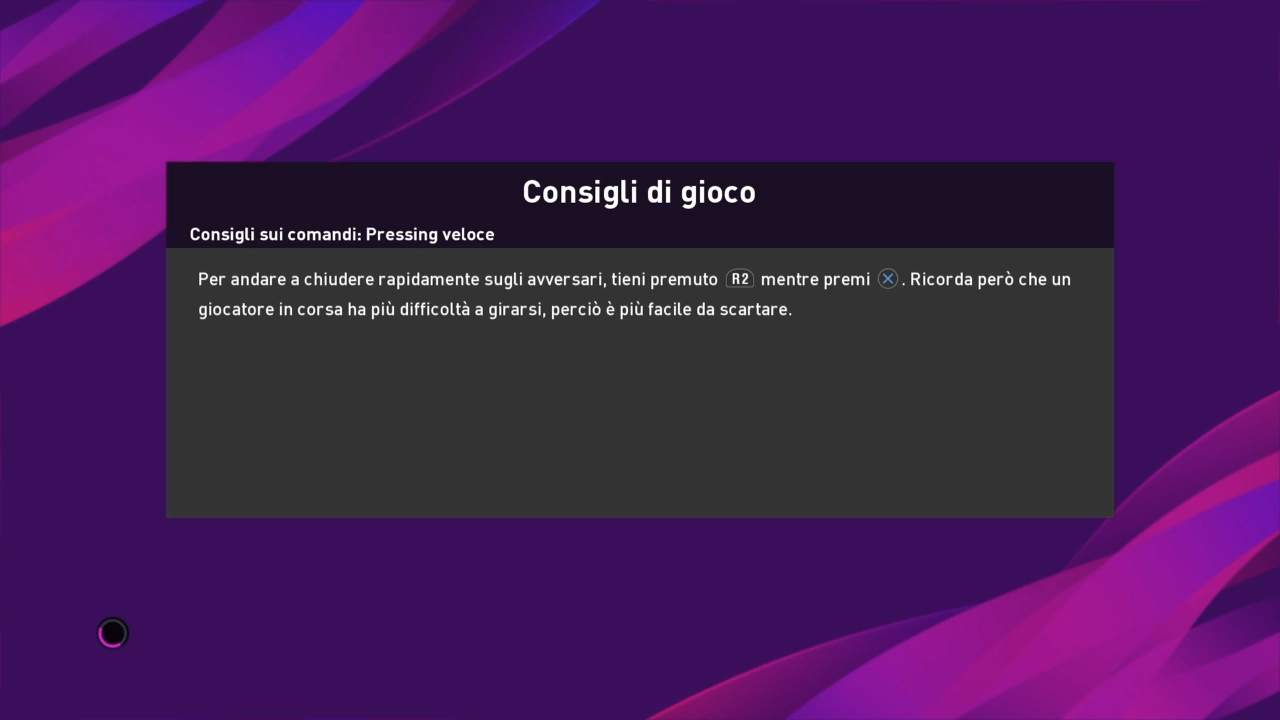 Consigli di gioco
Consigli sui comandi: Pressing veloce
Per andare a chiudere rapidamente sugli avversari, tieni premuto R2 mentre premi ⓧ. Ricorda però che un
giocatore in corsa ha più difficoltà a girarsi, perciò è più facile da scartare.